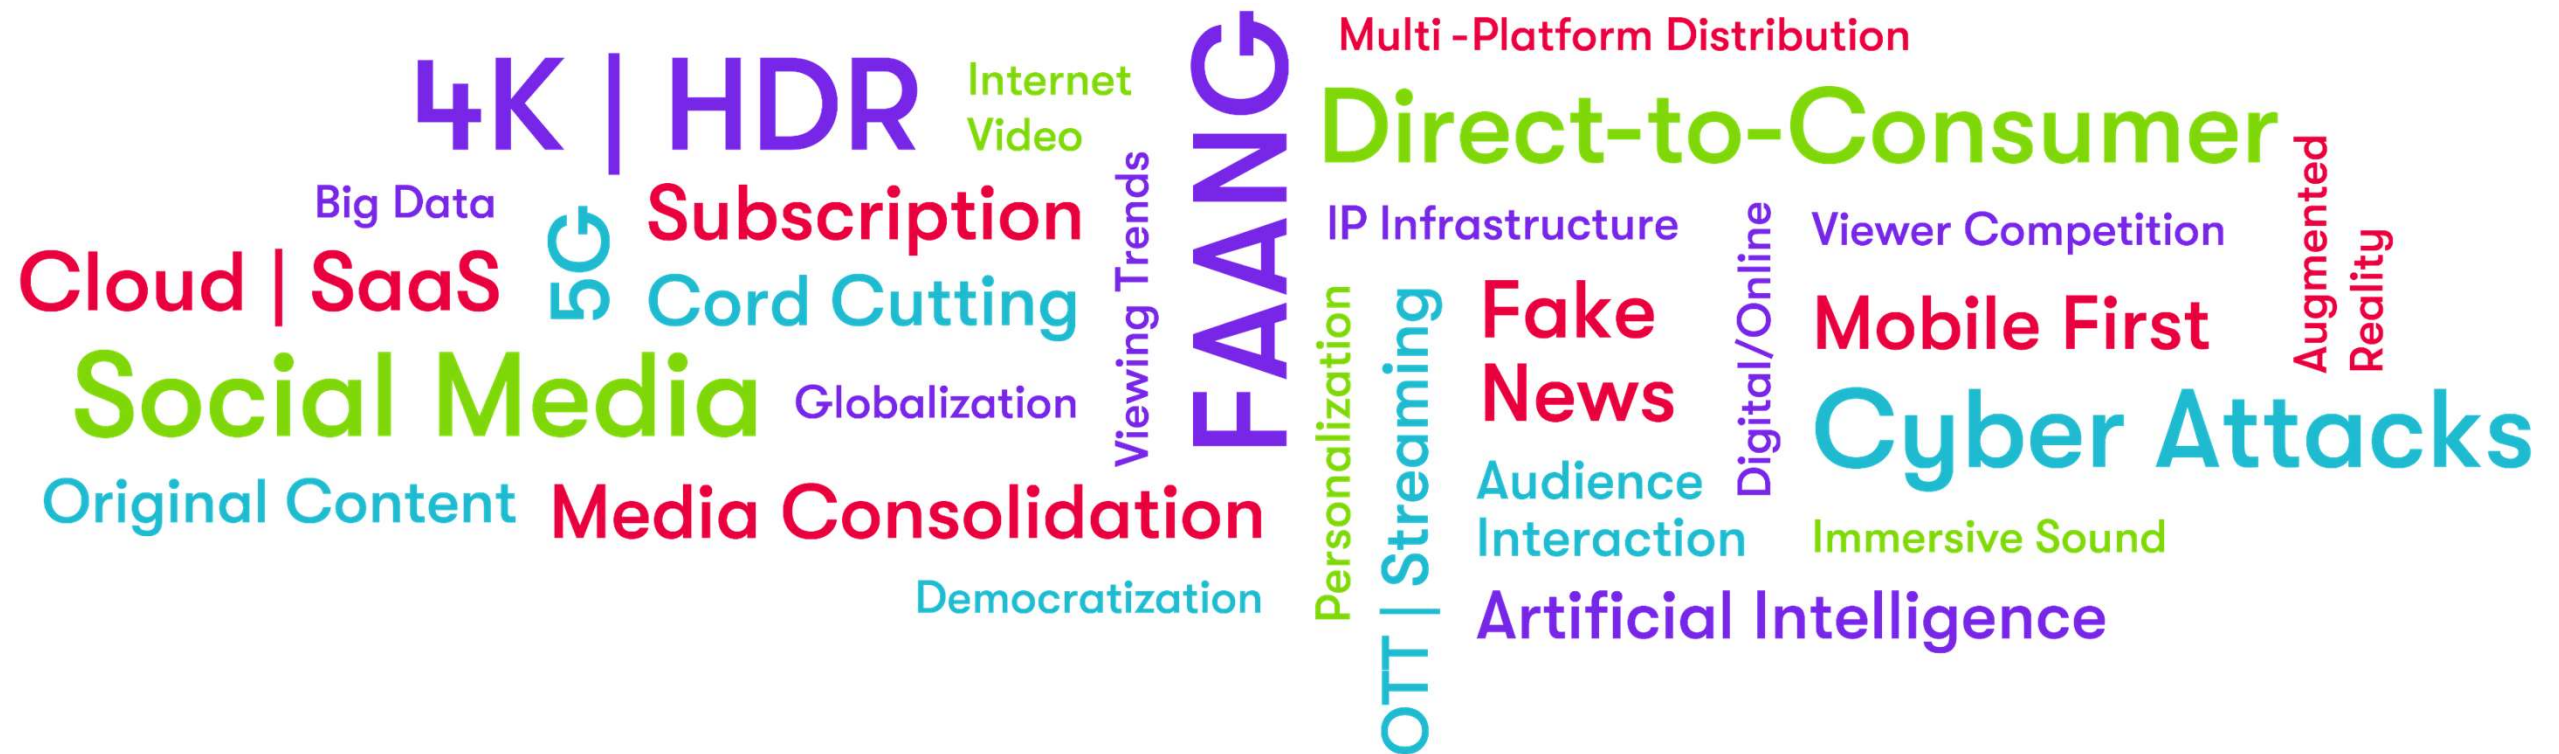 4K | HDR
Internet
Video
FAANG
Multi -Platform Distribution
Direct-to-Consumer
Big Data
5G
Subscription
Viewing Trends
IP Infrastructure
Digital/Online
Viewer Competition
Augmented
Reality
Cloud | SaaS
Cord Cutting
Personalization
OTT | Streaming
Fake
News
Mobile First
Social Media
Globalization
Cyber Attacks
Original Content
Media Consolidation
Audience
Interaction
Immersive Sound
Democratization
Artificial Intelligence